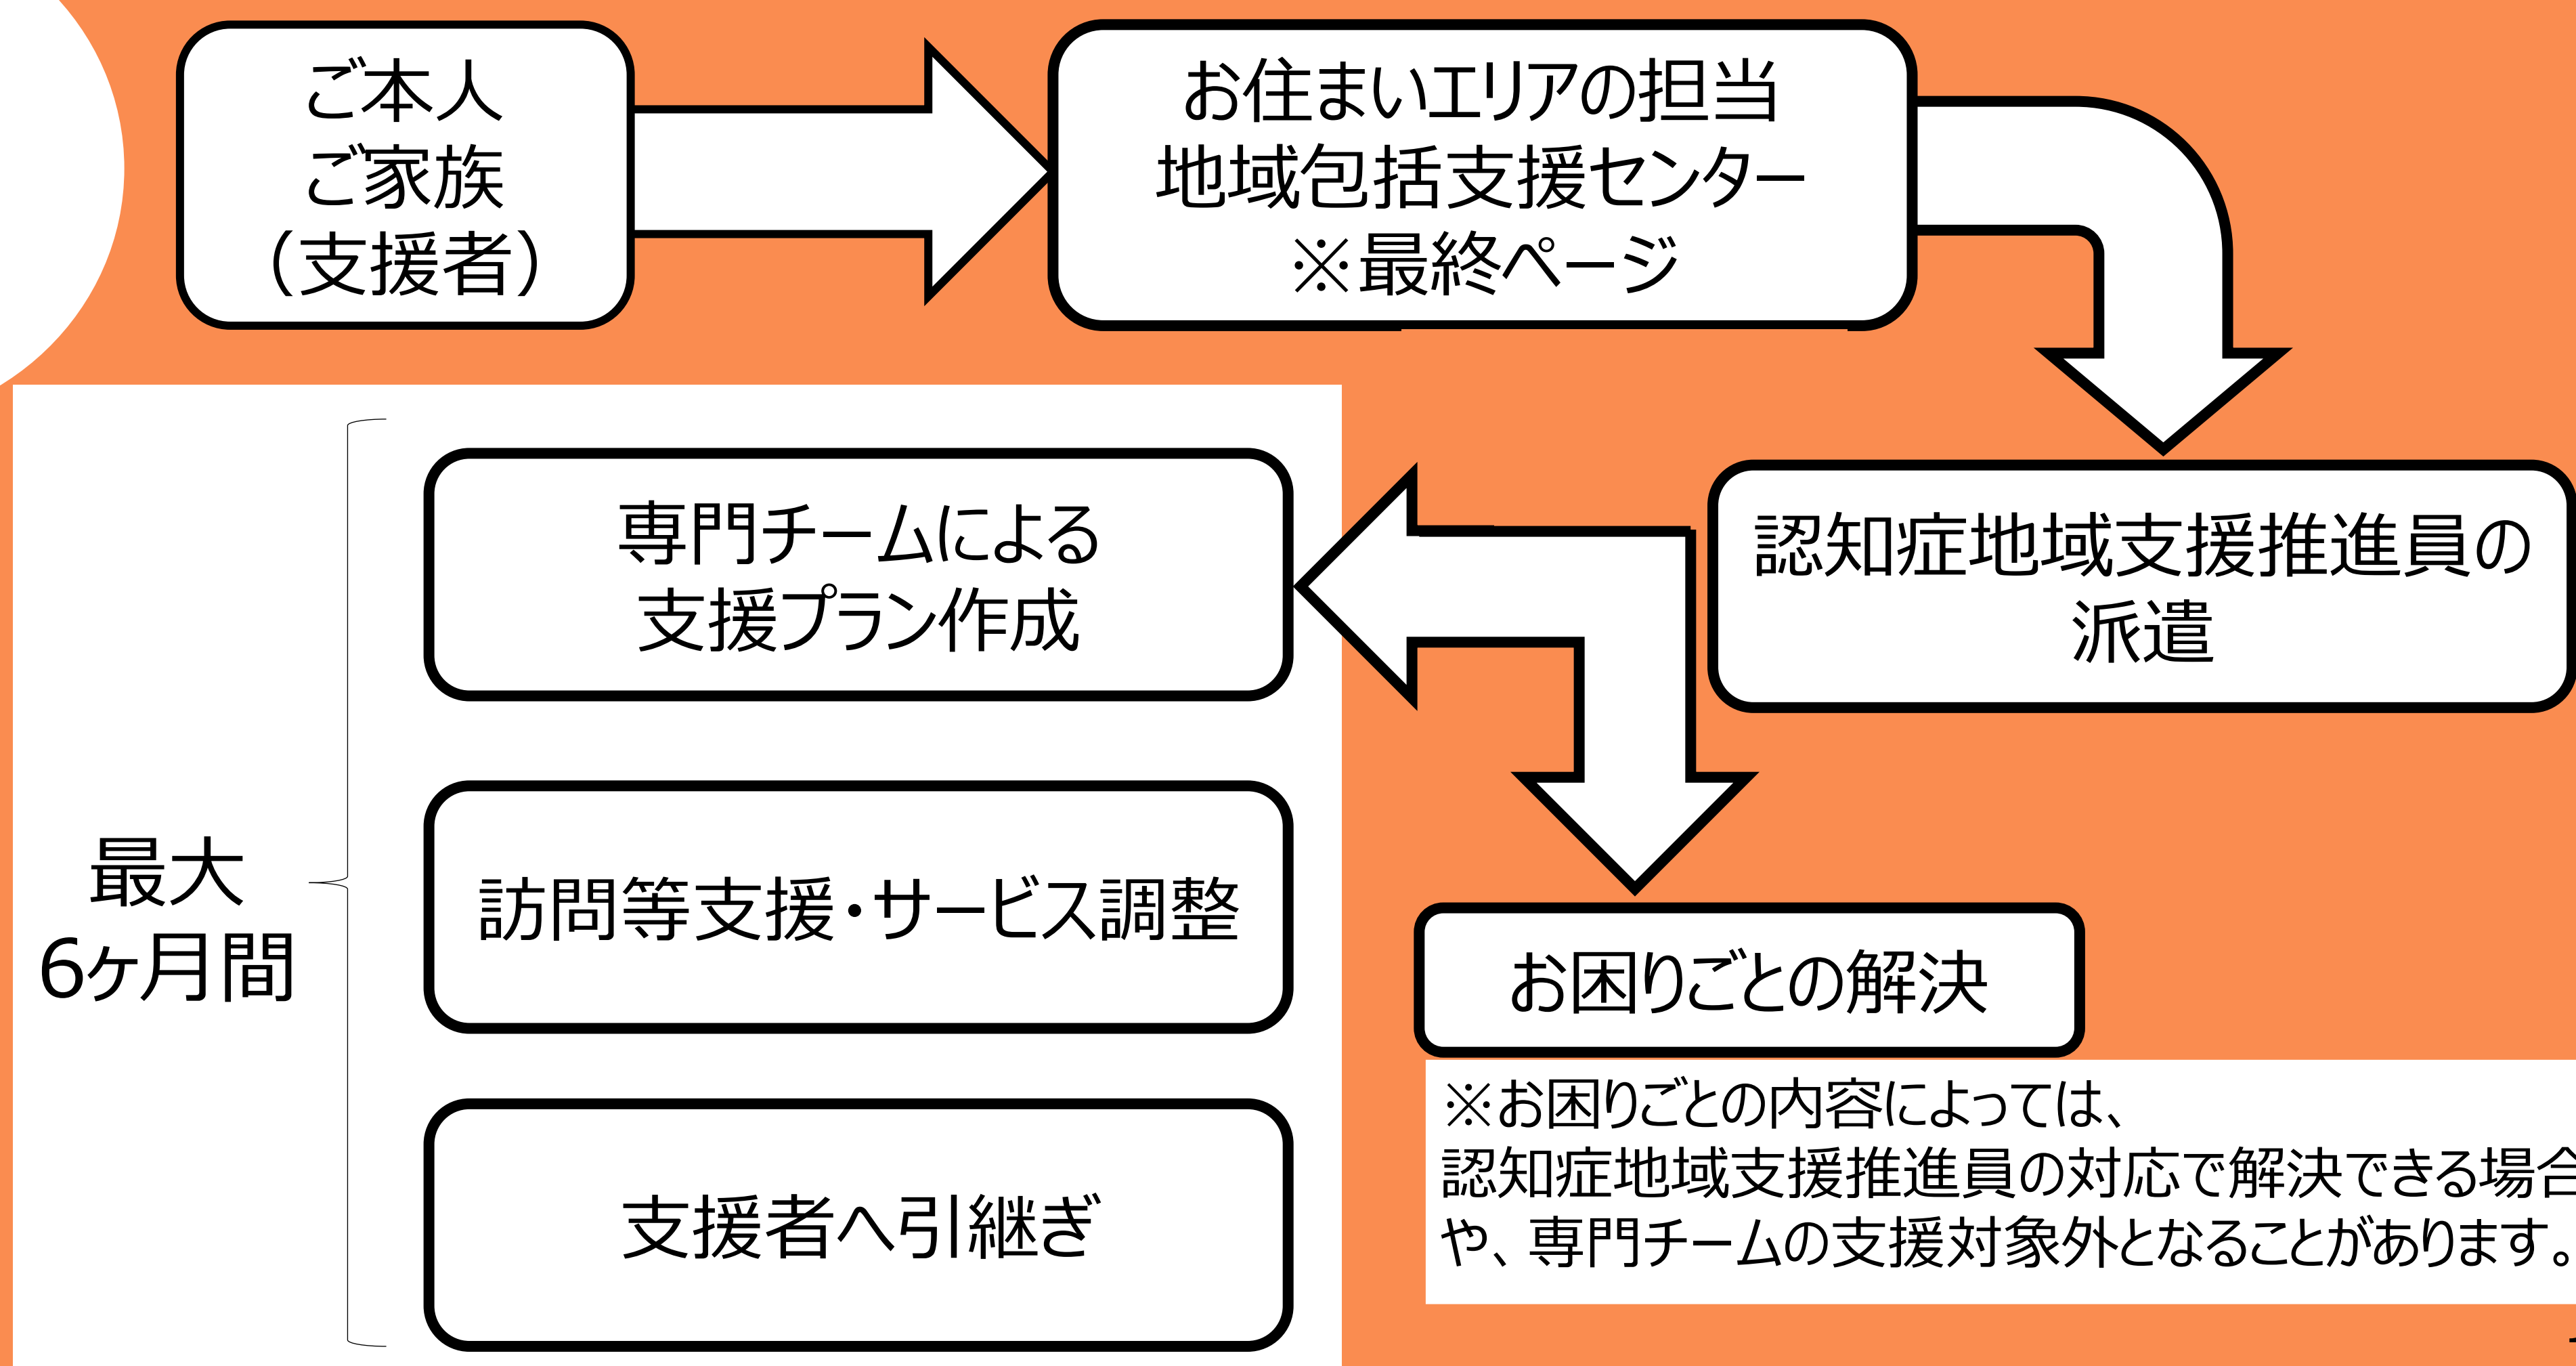 ご本人
ご家族
（支援者）
お住まいエリアの担当
地域包括支援センター
※最終ページ
認知症地域支援推進員の
派遣
専門チームによる
支援プラン作成
訪問等支援・サービス調整
支援者へ引継ぎ
最大
6ヶ月間
お困りごとの解決
※お困りごとの内容によっては、
認知症地域支援推進員の対応で解決できる場合
や、専門チームの支援対象外となることがあります。